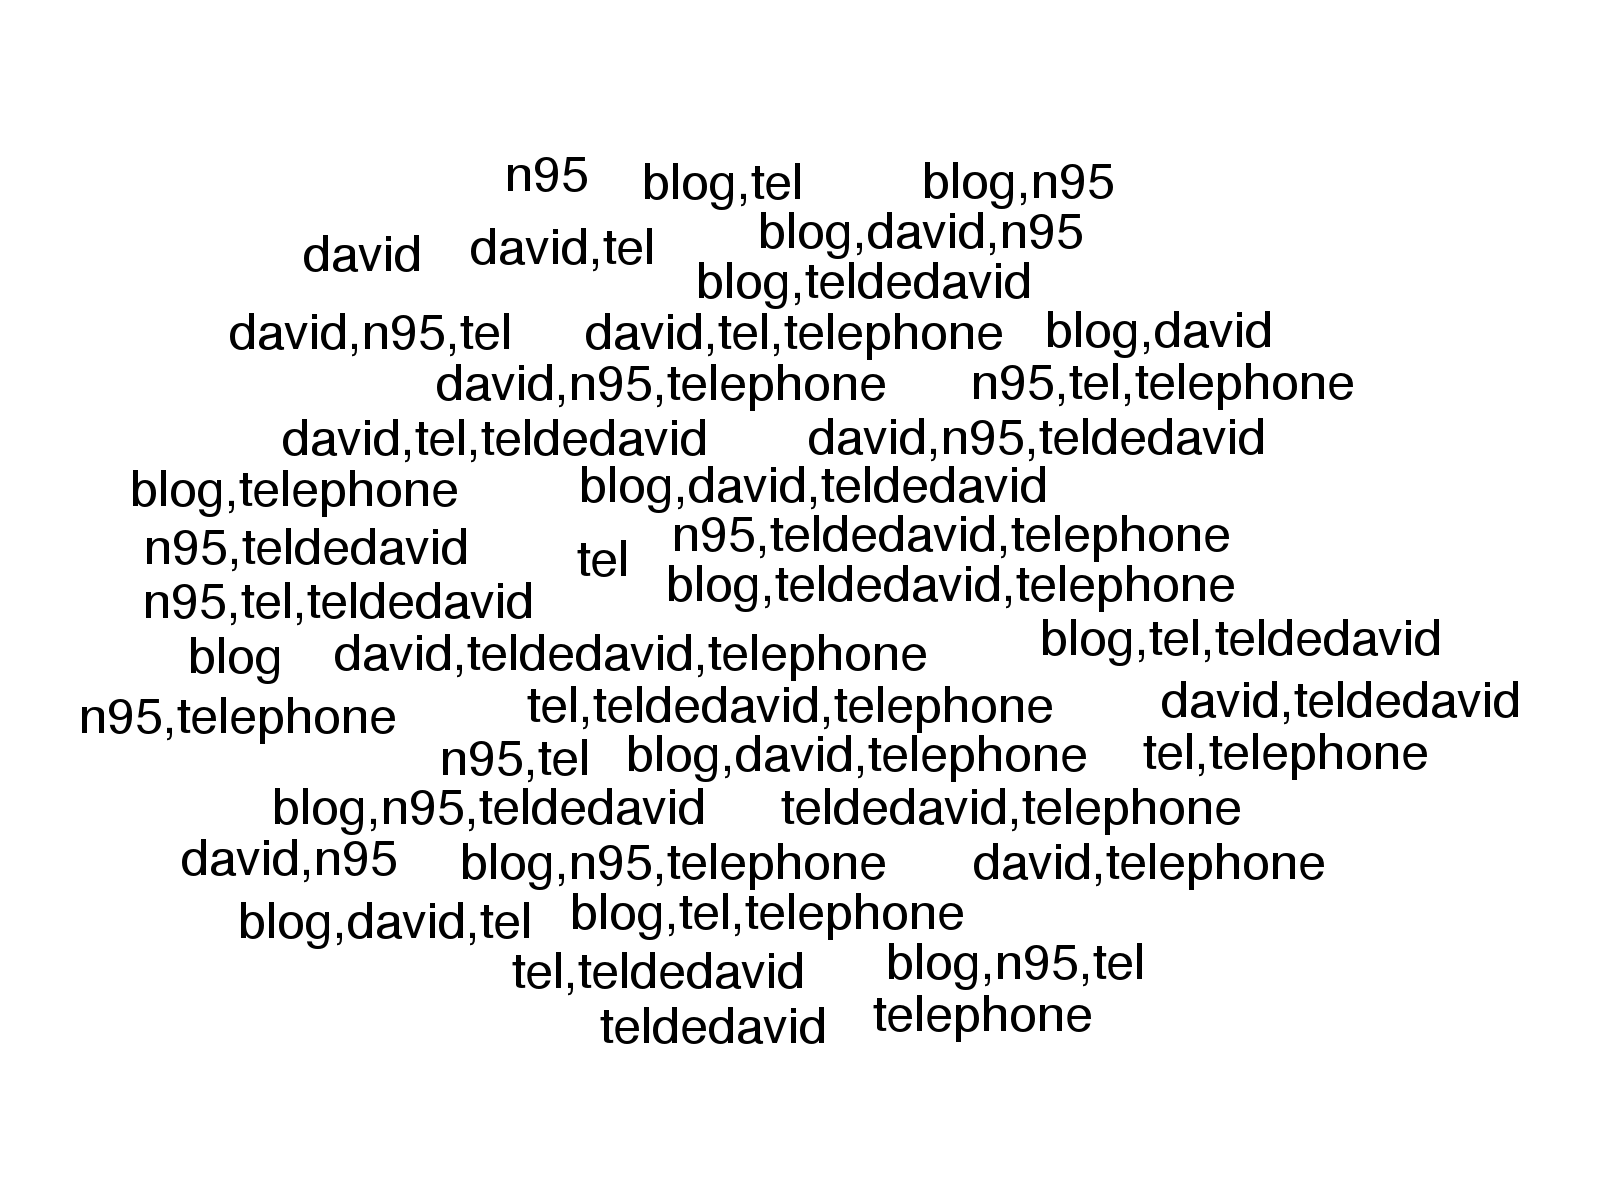 n95 blog,tel blog,n95
david david,tel blog,david,n95
blog,teldedavid
david,n95,tel david,tel,telephone blog,david
david,n95,telephone n95,tel,telephone
david,tel,teldedavid david,n95,teldedavid
blog,telephone blog,david,teldedavid
n95,teldedavid tel n95,teldedavid,telephone
n95,tel,teldedavid blog,teldedavid,telephone
blog david,teldedavid,telephone blog,tel,teldedavid
n95,telephone tel,teldedavid,telephone david,teldedavid
n95,tel blog,david,telephone tel,telephone
blog,n95,teldedavid teldedavid,telephone
david,n95 blog,n95,telephone david,telephone
blog,david,tel blog,tel,telephone
tel,teldedavid blog,n95,tel
teldedavid telephone